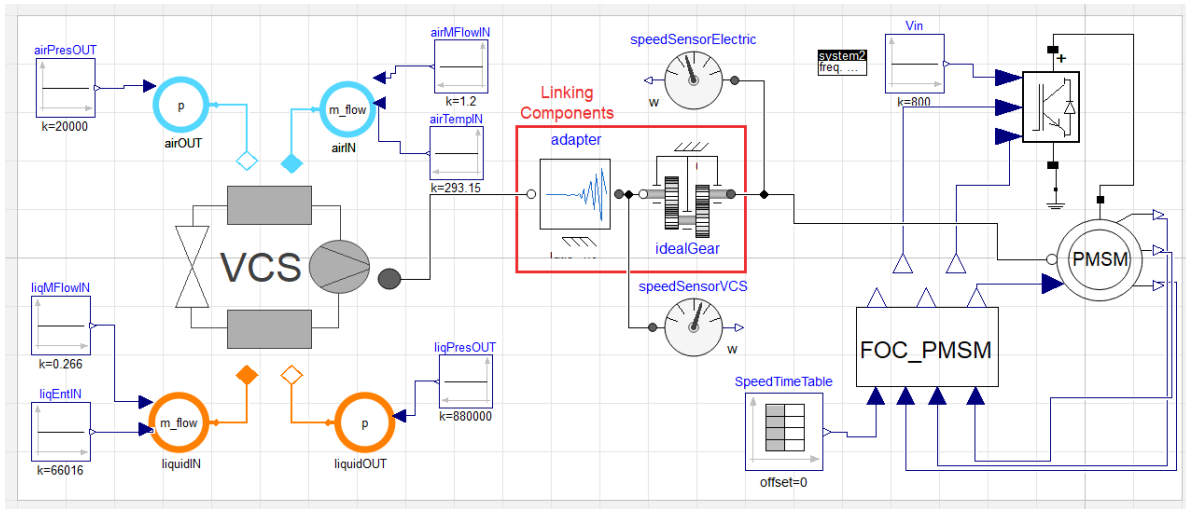 airPresOUT
k=20000
p
airOUT
m_flow
airIN
airMFlowIN
k=1.2
airTempIN
k=293.15
VCS
liqMFlowIN
k=0.266
liqEntIN
k=66016
m_flow
liquidIN
p
liquidOUT
liqPresOUT
k=880000
Linking
Components
adapter
idealGear
speedSensorElectric
w
speedSensorVCS
w
system2
freq. ...
Vin
k=800
+
PMSM
FOC_PMSM
SpeedTimeTable
offset=0